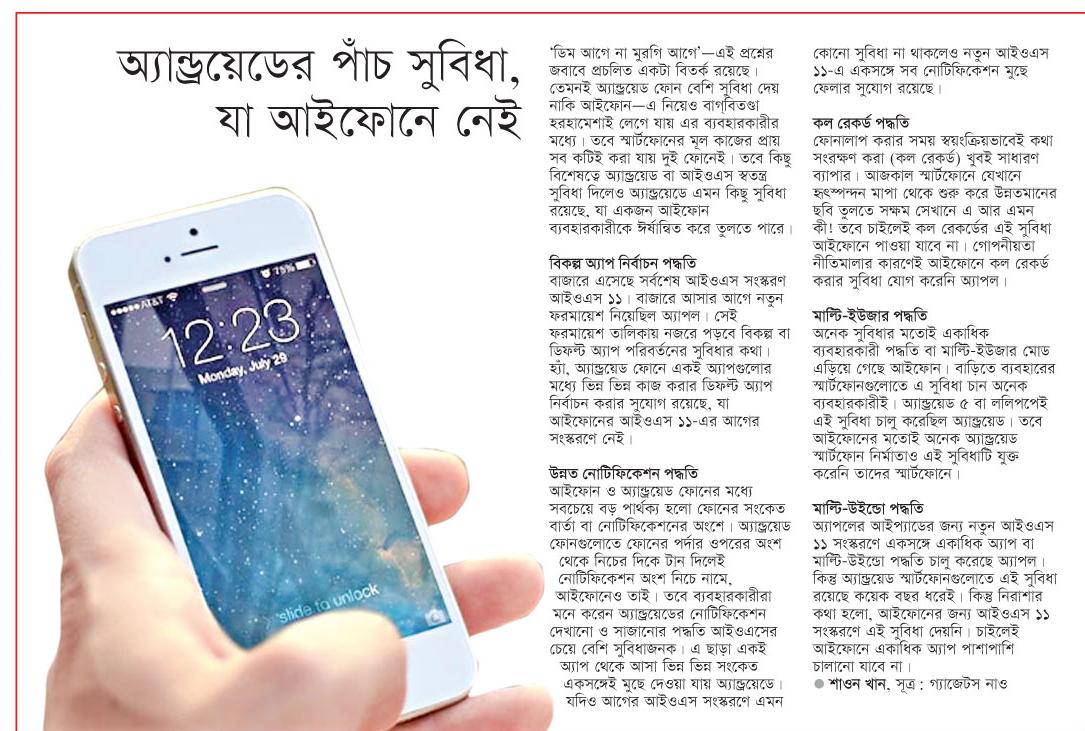 অ্যান্ড্রয়েডের পাঁচ সুবিধা,
যা আইফোনে নেই
●●●●● AT&T
75%
12:23
Monday, July 29
slide to unlock
‘ডিম আগে না মুরগি আগে’—এই প্রশ্নের
জবাবে প্রচলিত একটা বিতর্ক রয়েছে।
তেমনই অ্যান্ড্রয়েড ফোন বেশি সুবিধা দেয়
নাকি আইফোন—এ নিয়েও বাগবিতণ্ডা
হরহামেশাই লেগে যায় এর ব্যবহারকারীর
মধ্যে। তবে স্মার্টফোনের মূল কাজের প্রায়
সব কটিই করা যায় দুই ফোনেই। তবে কিছু
বিশেষত্বে অ্যান্ড্রয়েড বা আইওএস স্বতন্ত্র
সুবিধা দিলেও অ্যান্ড্রয়েডে এমন কিছু সুবিধা
রয়েছে, যা একজন আইফোন
ব্যবহারকারীকে ঈর্ষান্বিত করে তুলতে পারে।
বিকল্প অ্যাপ নির্বাচন পদ্ধতি
বাজারে এসেছে সর্বশেষ আইওএস সংস্করণ
আইওএস ১১। বাজারে আসার আগে নতুন
ফরমায়েশ নিয়েছিল অ্যাপল। সেই
ফরমায়েশ তালিকায় নজরে পড়বে বিকল্প বা
ডিফল্ট অ্যাপ পরিবর্তনের সুবিধার কথা।
হ্যাঁ, অ্যান্ড্রয়েড ফোনে একই অ্যাপগুলোর
মধ্যে ভিন্ন ভিন্ন কাজ করার ডিফল্ট অ্যাপ
নির্বাচন করার সুযোগ রয়েছে, যা
আইফোনের আইওএস ১১-এর আগের
সংস্করণে নেই।
উন্নত নোটিফিকেশন পদ্ধতি
আইফোন ও অ্যান্ড্রয়েড ফোনের মধ্যে
সবচেয়ে বড় পার্থক্য হলো ফোনের সংকেত
বার্তা বা নোটিফিকেশনের অংশে। অ্যান্ড্রয়েড
ফোনগুলোতে ফোনের পর্দার ওপরের অংশ
থেকে নিচের দিকে টান দিলেই
নোটিফিকেশন অংশ নিচে নামে,
আইফোনেও তাই। তবে ব্যবহারকারীরা
মনে করেন অ্যান্ড্রয়েডের নোটিফিকেশন
দেখানো ও সাজানোর পদ্ধতি আইওএসের
চেয়ে বেশি সুবিধাজনক। এ ছাড়া একই
অ্যাপ থেকে আসা ভিন্ন ভিন্ন সংকেত
একসঙ্গেই মুছে দেওয়া যায় অ্যান্ড্রয়েডে।
যদিও আগের আইওএস সংস্করণে এমন
কোনো সুবিধা না থাকলেও নতুন আইওএস
১১-এ একসঙ্গে সব নোটিফিকেশন মুছে
ফেলার সুযোগ রয়েছে।
কল রেকর্ড পদ্ধতি
ফোনালাপ করার সময় স্বয়ংক্রিয়ভাবেই কথা
সংরক্ষণ করা (কল রেকর্ড) খুবই সাধারণ
ব্যাপার। আজকাল স্মার্টফোনে যেখানে
হৃৎস্পন্দন মাপা থেকে শুরু করে উন্নতমানের
ছবি তুলতে সক্ষম সেখানে এ আর এমন
কী! তবে চাইলেই কল রেকর্ডের এই সুবিধা
আইফোনে পাওয়া যাবে না। গোপনীয়তা
নীতিমালার কারণেই আইফোনে কল রেকর্ড
করার সুবিধা যোগ করেনি অ্যাপল।
মাল্টি-ইউজার পদ্ধতি
অনেক সুবিধার মতোই একাধিক
ব্যবহারকারী পদ্ধতি বা মাল্টি-ইউজার মোড
এড়িয়ে গেছে আইফোন। বাড়িতে ব্যবহারের
স্মার্টফোনগুলোতে এ সুবিধা চান অনেক
ব্যবহারকারীই। অ্যান্ড্রয়েড ৫ বা ললিপপেই
এই সুবিধা চালু করেছিল অ্যান্ড্রয়েড। তবে
আইফোনের মতোই অনেক অ্যান্ড্রয়েড
স্মার্টফোন নির্মাতাও এই সুবিধাটি যুক্ত
করেনি তাদের স্মার্টফোনে।
মাল্টি-উইন্ডো পদ্ধতি
অ্যাপলের আইপ্যাডের জন্য নতুন আইওএস
১১ সংস্করণে একসঙ্গে একাধিক অ্যাপ বা
মাল্টি-উইন্ডো পদ্ধতি চালু করেছে অ্যাপল।
কিন্তু অ্যান্ড্রয়েড স্মার্টফোনগুলোতে এই সুবিধা
রয়েছে কয়েক বছর ধরেই। কিন্তু নিরাশার
কথা হলো, আইফোনের জন্য আইওএস ১১
সংস্করণে এই সুবিধা দেয়নি। চাইলেই
আইফোনে একাধিক অ্যাপ পাশাপাশি
চালানো যাবে না।
● শাওন খান, সূত্র : গ্যাজেটস নাও